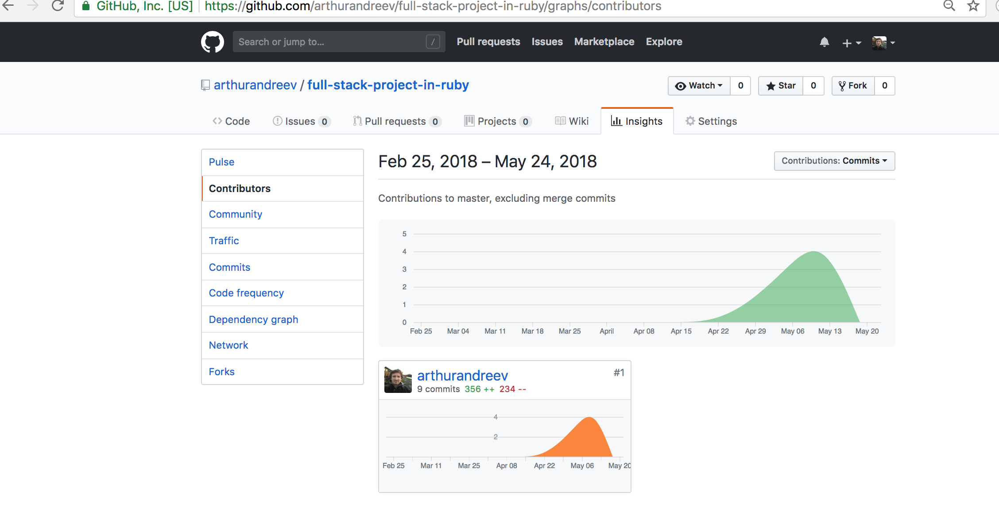 GitHub, Inc. [US] https://github.com/arthurandreev/full-stack-project-in-ruby/graphs/contributors
Search or jump to... / Pull requests Issues Marketplace Explore
arthurandreev / full-stack-project-in-ruby Watch 0 Star 0 Fork 0
Code Issues 0 Pull requests 0 Projects 0 Wiki Insights Settings
Pulse
Contributors
Community
Traffic
Commits
Code frequency
Dependency graph
Network
Forks
Feb 25, 2018 – May 24, 2018 Contributions: Commits
Contributions to master, excluding merge commits
5
4
3
2
1
0
Feb 25 Mar 04 Mar 11 Mar 18 Mar 25 April Apr 08 Apr 15 Apr 22 Apr 29 May 06 May 13 May 20
arthurandreev #1
9 commits 356 ++ 234 --
4
2
Feb 25 Mar 11 Mar 25 Apr 08 Apr 22 May 06 May 20